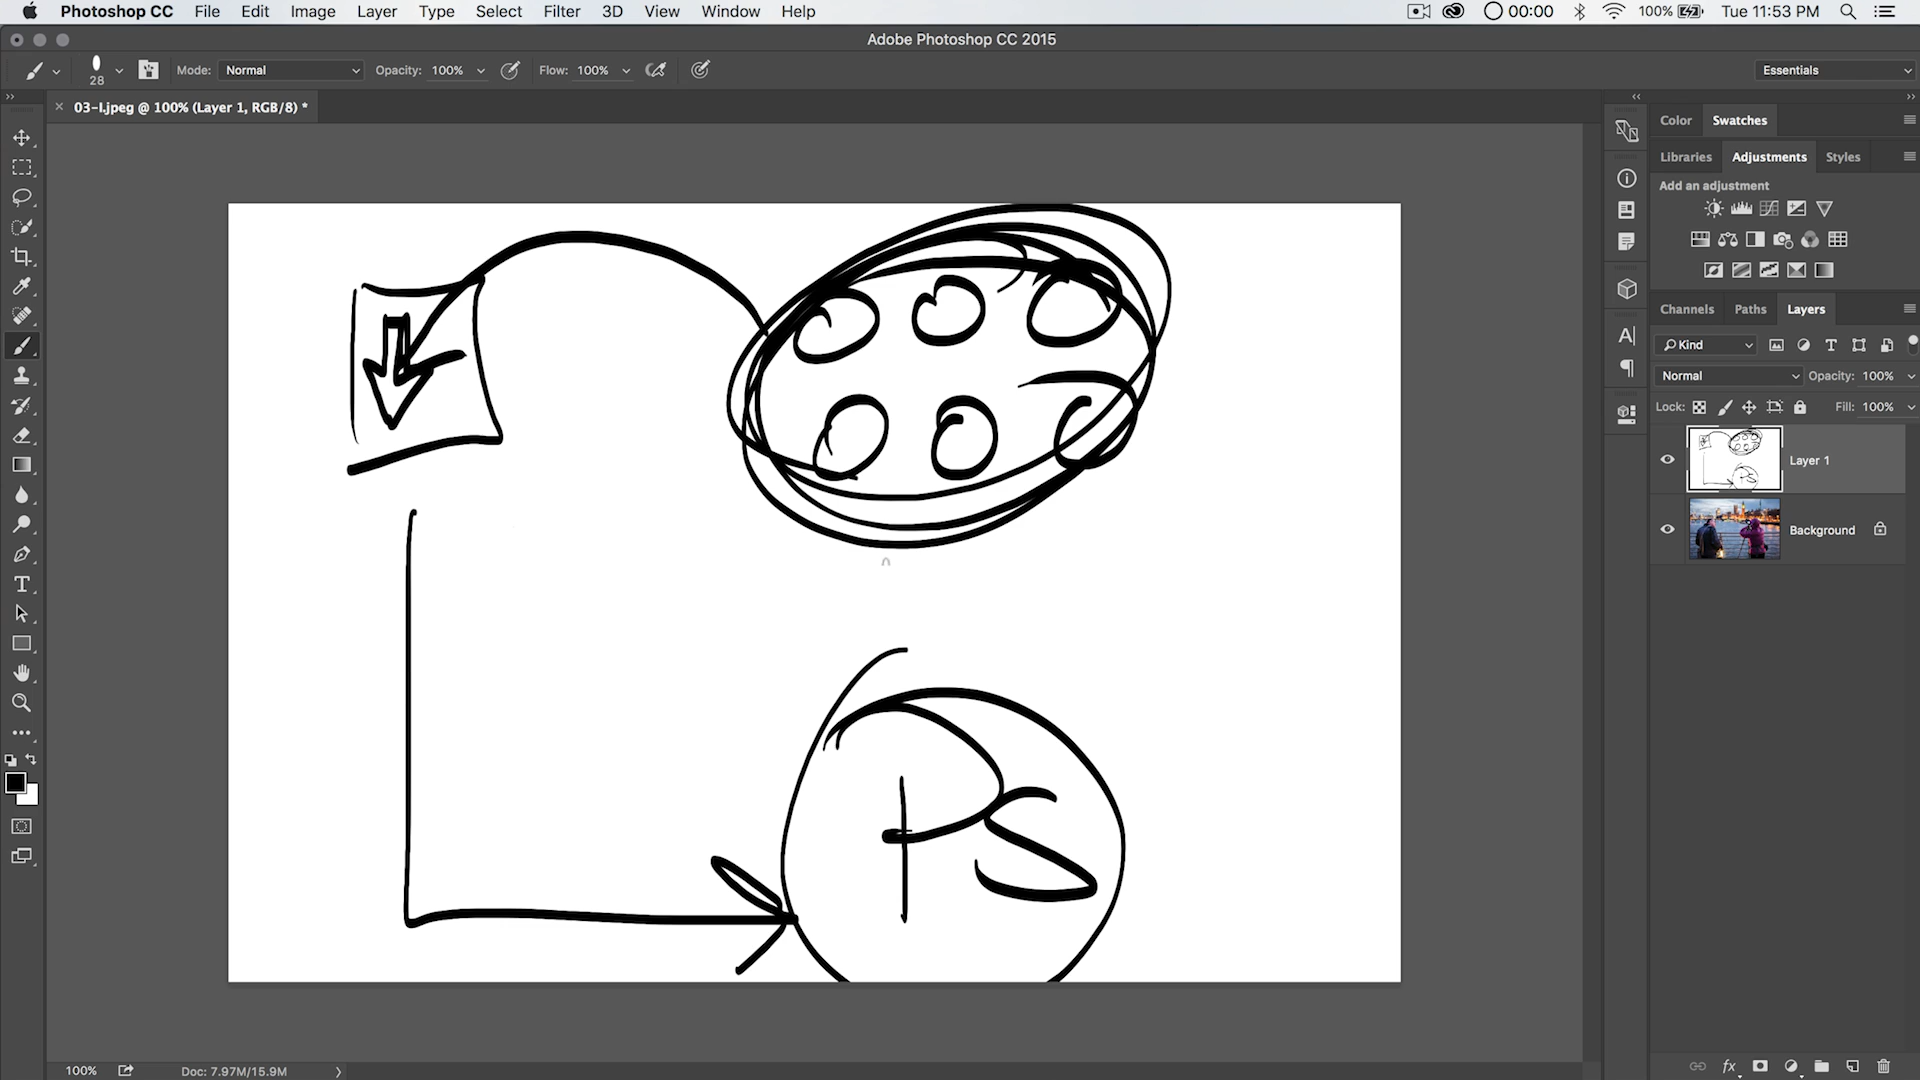 Photoshop CC File Edit Image Layer Type Select Filter 3D View Window Help 00:00 100% Tue 11:53 PM
Adobe Photoshop CC 2015
28 Mode: Normal Opacity: 100% Flow: 100% Essentials
03-I.jpeg @ 100% (Layer 1, RGB/8) *
Color Swatches
Libraries Adjustments Styles
Add an adjustment
Channels Paths Layers
Kind
Normal Opacity: 100%
Lock: Fill: 100%
Layer 1
Background
PS
100% Doc: 7.97M/15.9M